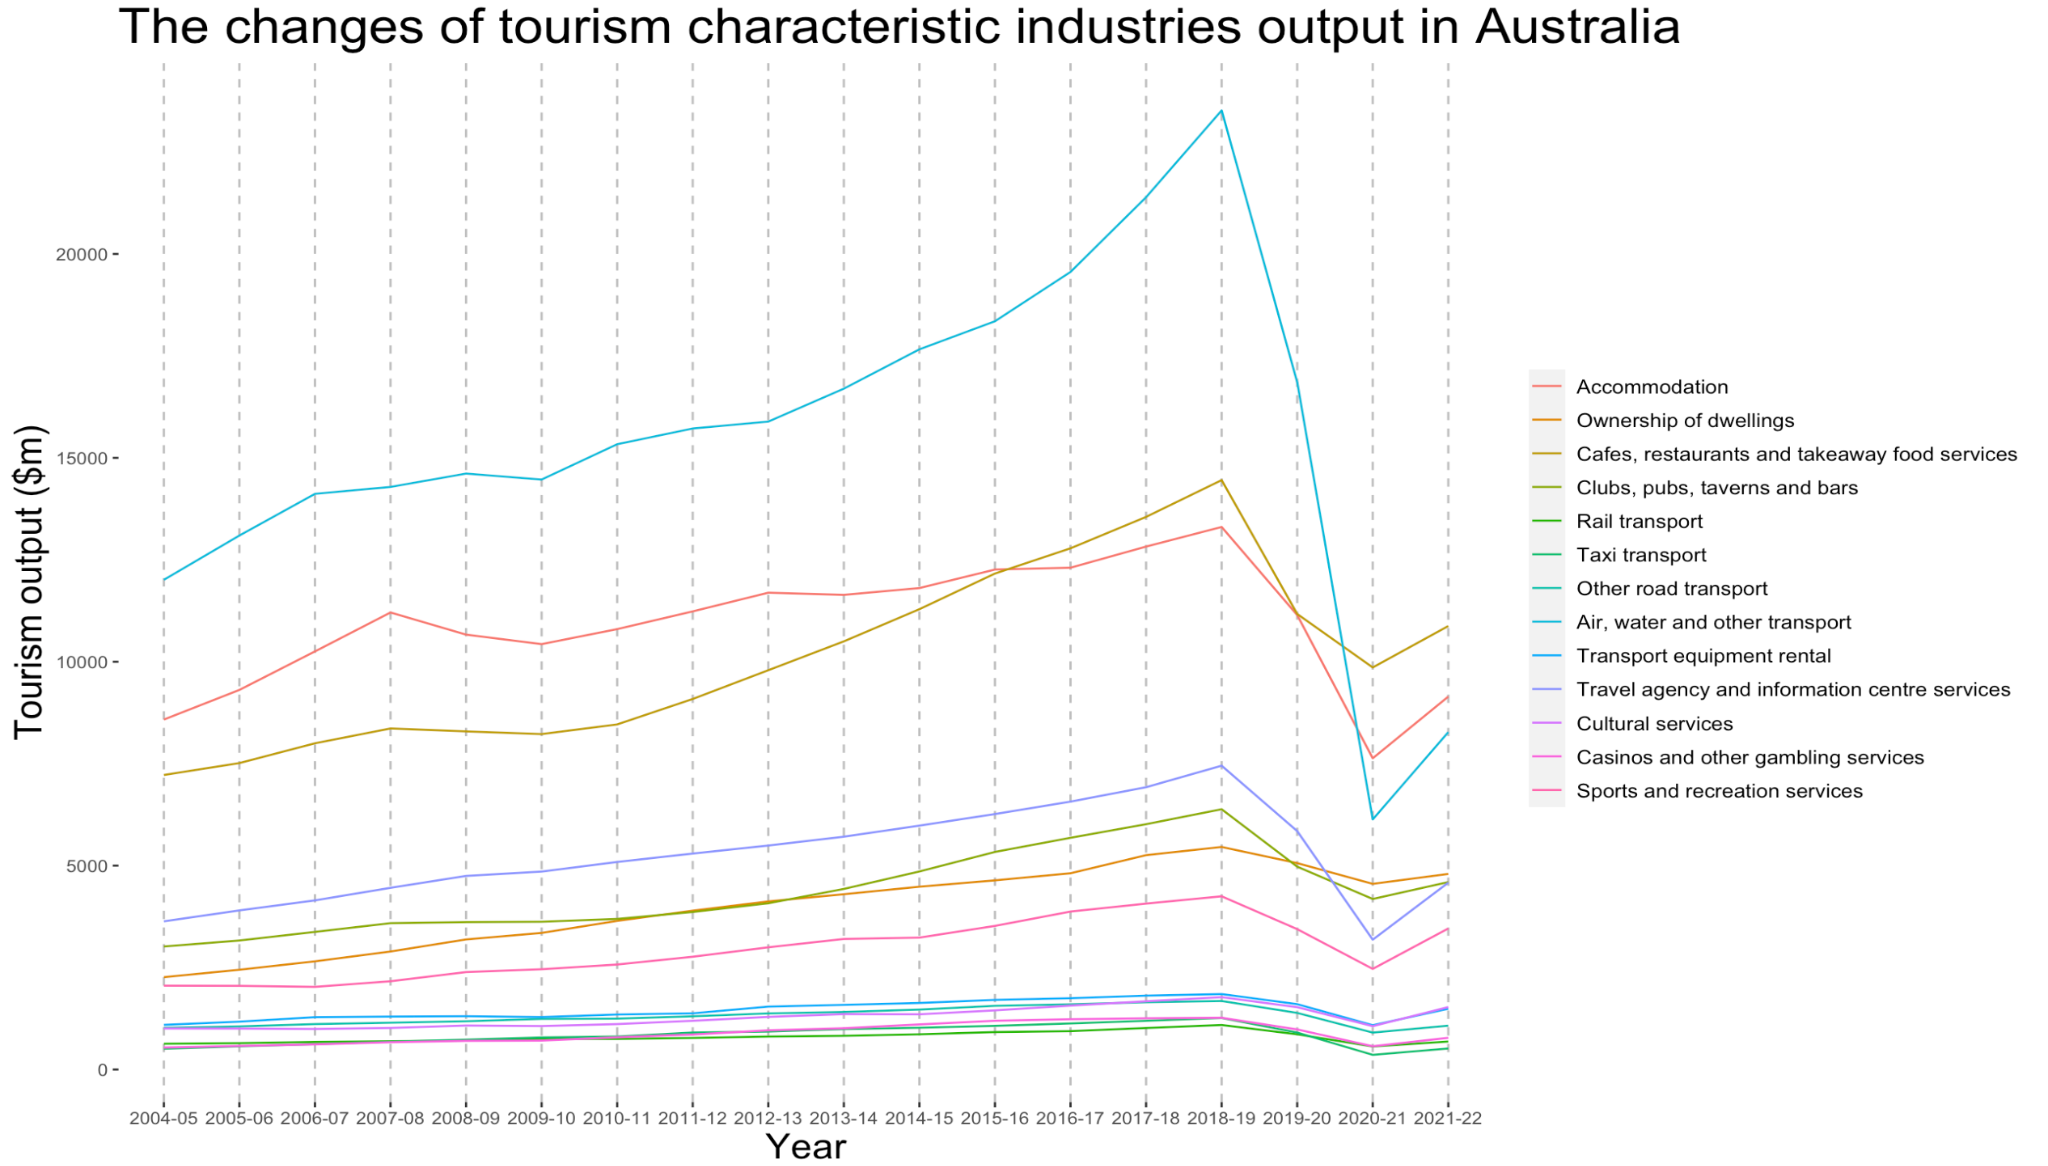 The changes of tourism characteristic industries output in Australia
Tourism output ($m)
20000
15000
10000
5000
0
2004-05 2005-06 2006-07 2007-08 2008-09 2009-10 2010-11 2011-12 2012-13 2013-14 2014-15 2015-16 2016-17 2017-18 2018-19 2019-20 2020-21 2021-22
Year
Accommodation
Ownership of dwellings
Cafes, restaurants and takeaway food services
Clubs, pubs, taverns and bars
Rail transport
Taxi transport
Other road transport
Air, water and other transport
Transport equipment rental
Travel agency and information centre services
Cultural services
Casinos and other gambling services
Sports and recreation services